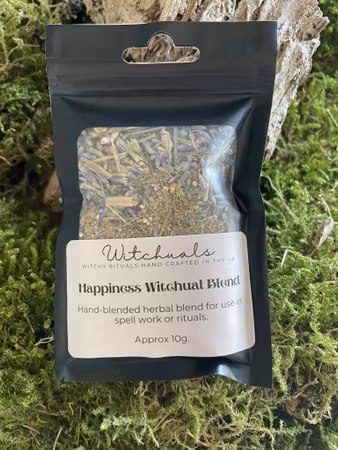 Witchuals
WITCHY RITUALS HAND CRAFTED IN THE UK
Happiness Witchual Blend
Hand-blended herbal blend for use in
spell work or rituals.
Approx 10g.